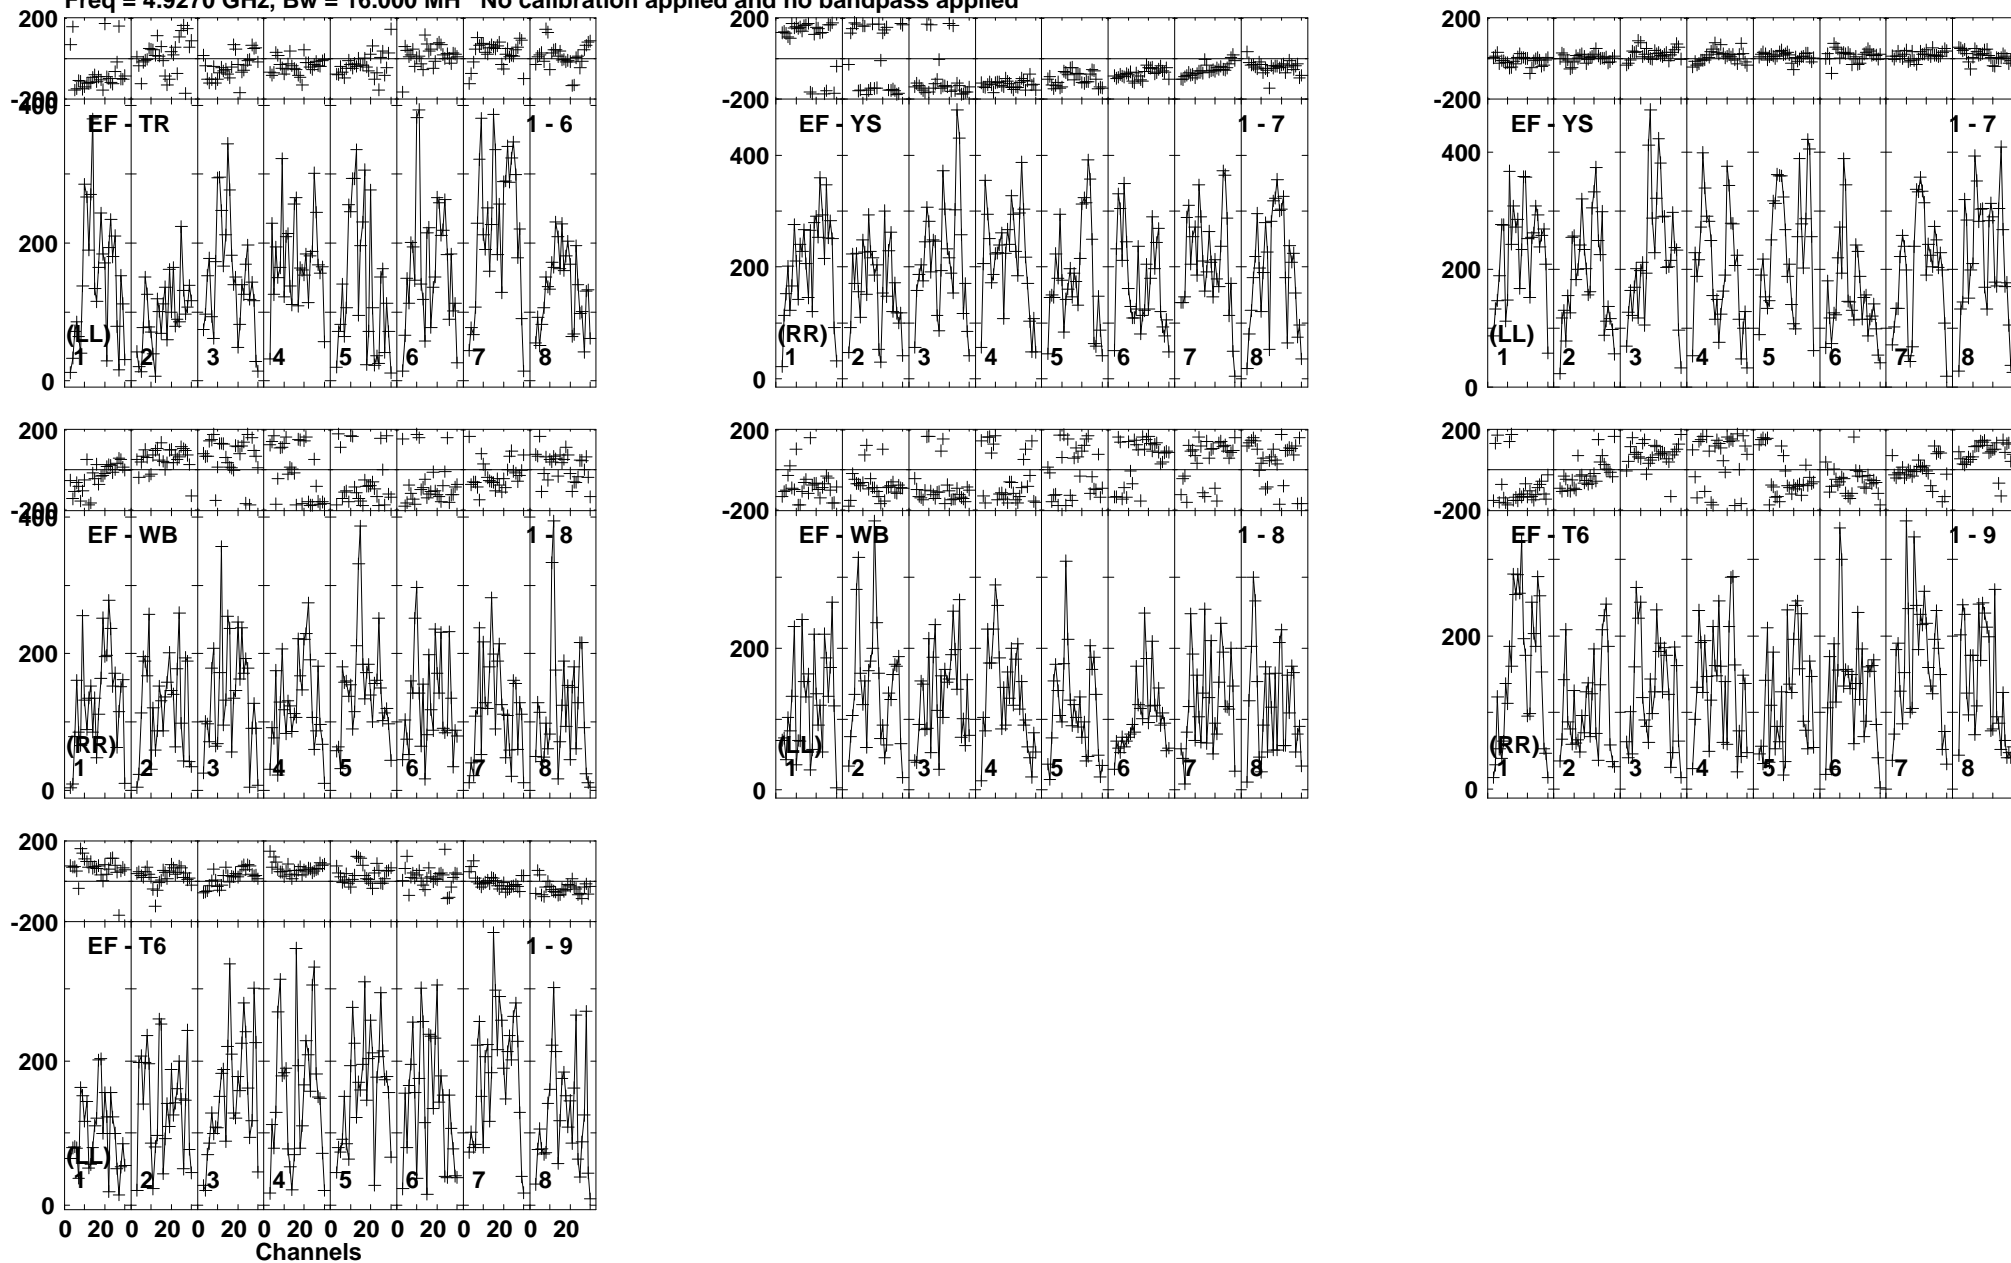 Freq = 4.9270 GHz, Bw = 16.000 MH No calibration applied and no bandpass applied
200 200 200
-200 -200 -200
400
EF - TR 1 - 6 EF - YS 1 - 7 EF - YS 1 - 7
400 400
200 200 200
(LL) (RR) (LL)
1 2 3 4 5 6 7 8 1 2 3 4 5 6 7 8 1 2 3 4 5 6 7 8
0 0 0
200 200 200
-200 -200 -200
400
EF - WB 1 - 8 EF - WB 1 - 8 EF - T6 1 - 9
200 200 200
(RR) (LL) (RR)
1 2 3 4 5 6 7 8 1 2 3 4 5 6 7 8 1 2 3 4 5 6 7 8
0 0 0
200
-200
EF - T6 1 - 9
200
(LL)
1 2 3 4 5 6 7 8
0
0 20 0 20 0 20 0 20 0 20 0 20 0 20 0 20
Channels